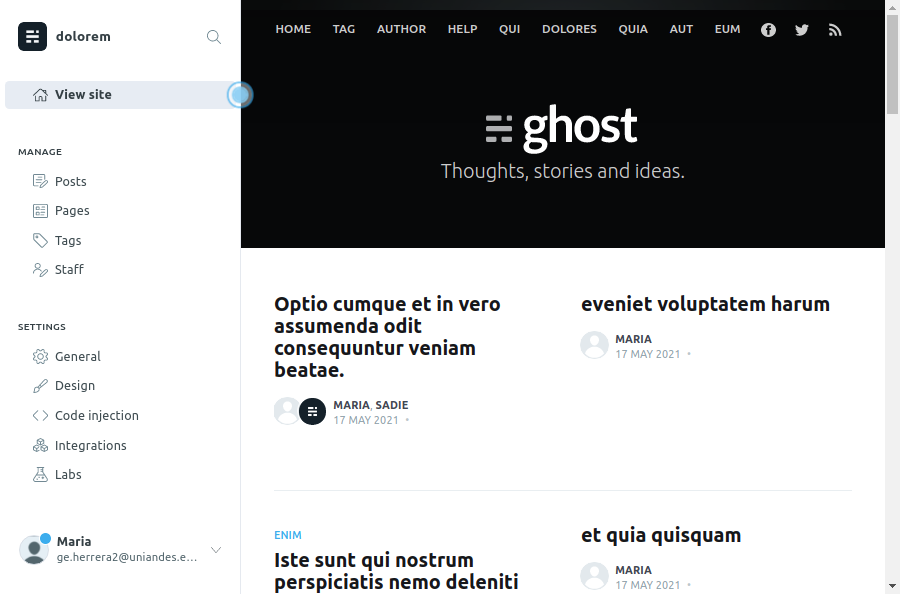 dolorem
View site
MANAGE
Posts
Pages
Tags
Staff
SETTINGS
General
Design
Code injection
Integrations
Labs
Maria
ge.herrera2@uniandes.e...
HOME TAG AUTHOR HELP QUI DOLORES QUIA AUT EUM
ghost
Thoughts, stories and ideas.
Optio cumque et in vero
assumenda odit
consequuntur veniam
beatae.
MARIA, SADIE
17 MAY 2021 •
eveniet voluptatem harum
MARIA
17 MAY 2021 •
ENIM
Iste sunt qui nostrum
perspiciatis nemo deleniti
et quia quisquam
MARIA
17 MAY 2021 •